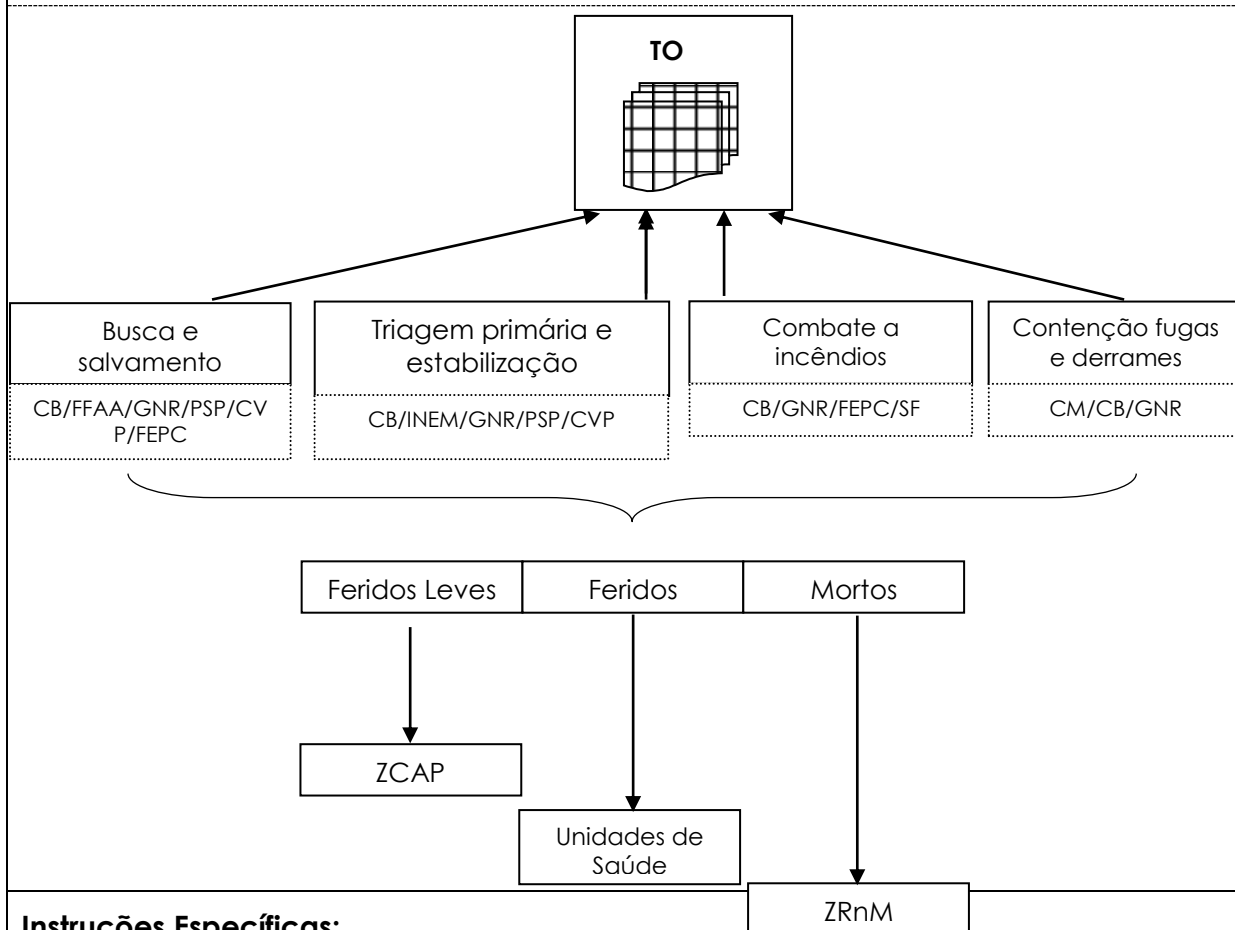 TO
Busca e
salvamento
CB/FFAA/GNR/PSP/CV
P/FEPC
Triagem primária e
estabilização
CB/INEM/GNR/PSP/CVP
Combate a
incêndios
CB/GNR/FEPC/SF
Contenção fugas
e derrames
CM/CB/GNR
Feridos Leves
Feridos
Mortos
ZCAP
Unidades de
Saúde
ZRnM
Instruções Específicas: